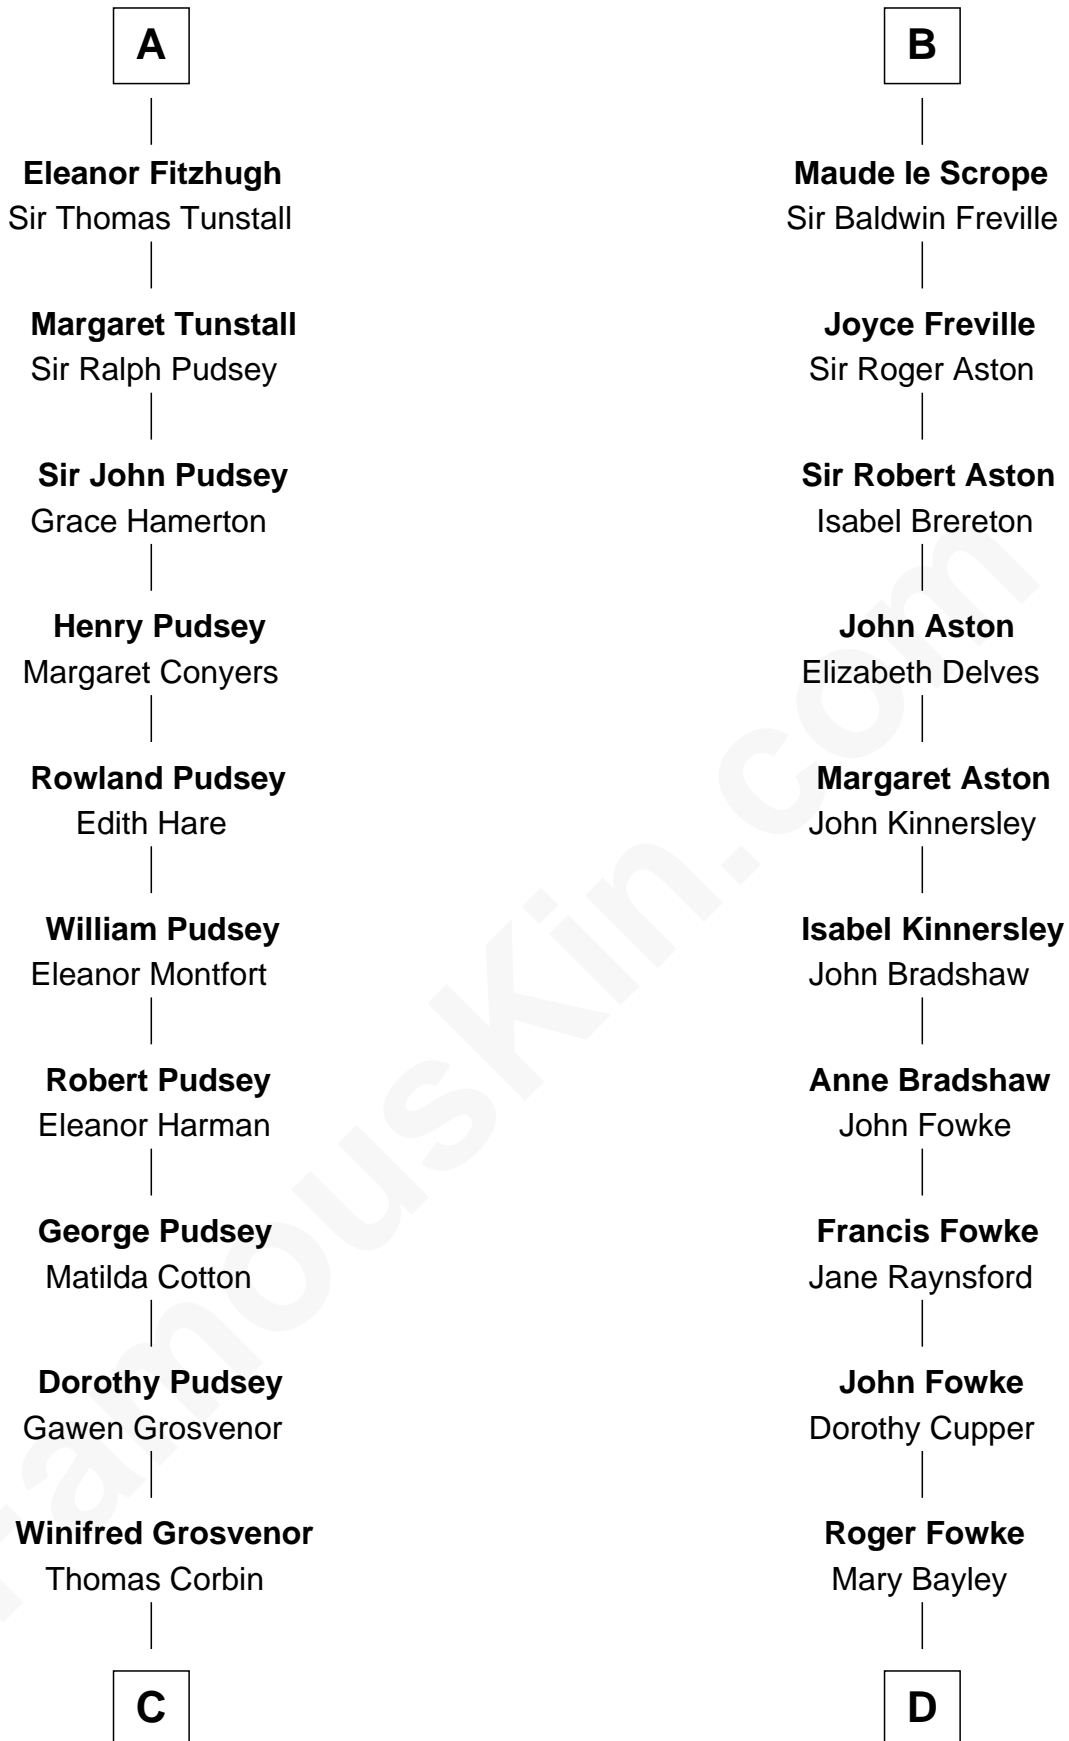 A
Eleanor Fitzhugh
Sir Thomas Tunstall
Margaret Tunstall
Sir Ralph Pudsey
Sir John Pudsey
Grace Hamerton
Henry Pudsey
Margaret Conyers
Rowland Pudsey
Edith Hare
William Pudsey
Eleanor Montfort
Robert Pudsey
Eleanor Harman
George Pudsey
Matilda Cotton
Dorothy Pudsey
Gawen Grosvenor
Winifred Grosvenor
Thomas Corbin
C
B
Maude le Scrope
Sir Baldwin Freville
Joyce Freville
Sir Roger Aston
Sir Robert Aston
Isabel Brereton
John Aston
Elizabeth Delves
Margaret Aston
John Kinnersley
Isabel Kinnersley
John Bradshaw
Anne Bradshaw
John Fowke
Francis Fowke
Jane Raynsford
John Fowke
Dorothy Cupper
Roger Fowke
Mary Bayley
D
FamousKin.com